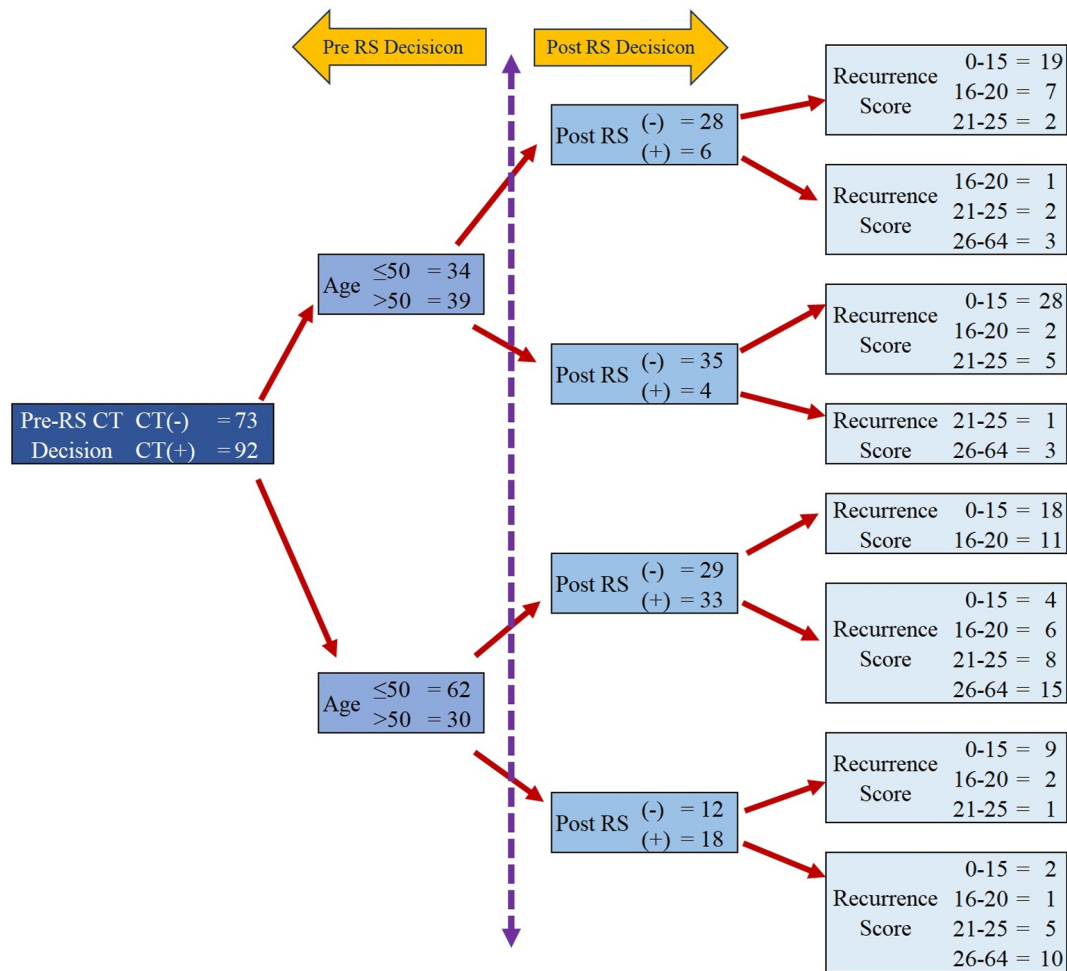 Pre RS Decisicon
Post RS Decisicon
Pre-RS CT CT(-) = 73
Decision CT(+) = 92
Age ≤50 = 34
>50 = 39
Age ≤50 = 62
>50 = 30
Post RS (-) = 28
(+) = 6
Post RS (-) = 35
(+) = 4
Post RS (-) = 29
(+) = 33
Post RS (-) = 12
(+) = 18
Recurrence Score
0-15 = 19
16-20 = 7
21-25 = 2
Recurrence Score
16-20 = 1
21-25 = 2
26-64 = 3
Recurrence Score
0-15 = 28
16-20 = 2
21-25 = 5
Recurrence Score
21-25 = 1
26-64 = 3
Recurrence Score
0-15 = 18
16-20 = 11
Recurrence Score
0-15 = 4
16-20 = 6
21-25 = 8
26-64 = 15
Recurrence Score
0-15 = 9
16-20 = 2
21-25 = 1
Recurrence Score
0-15 = 2
16-20 = 1
21-25 = 5
26-64 = 10